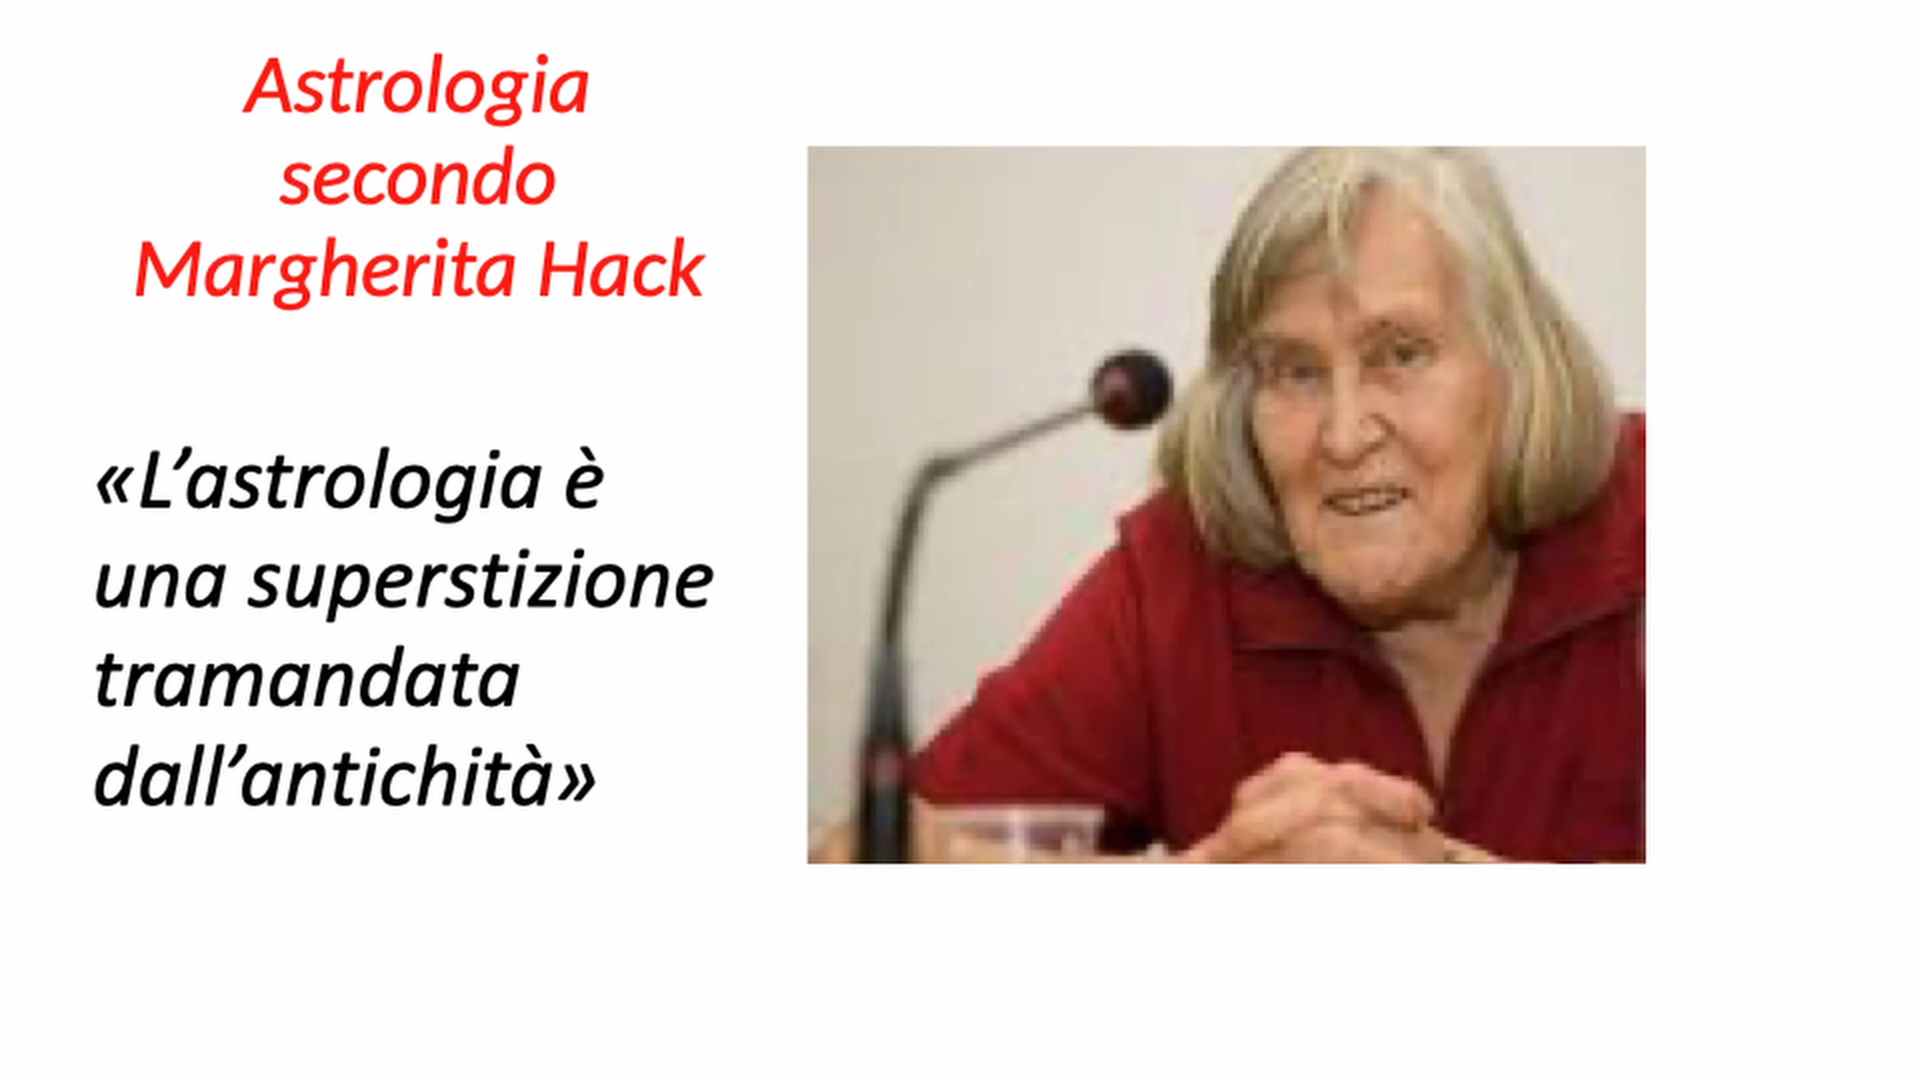 Astrologia
secondo
Margherita Hack
«L’astrologia è
una superstizione
tramandata
dall’antichità»